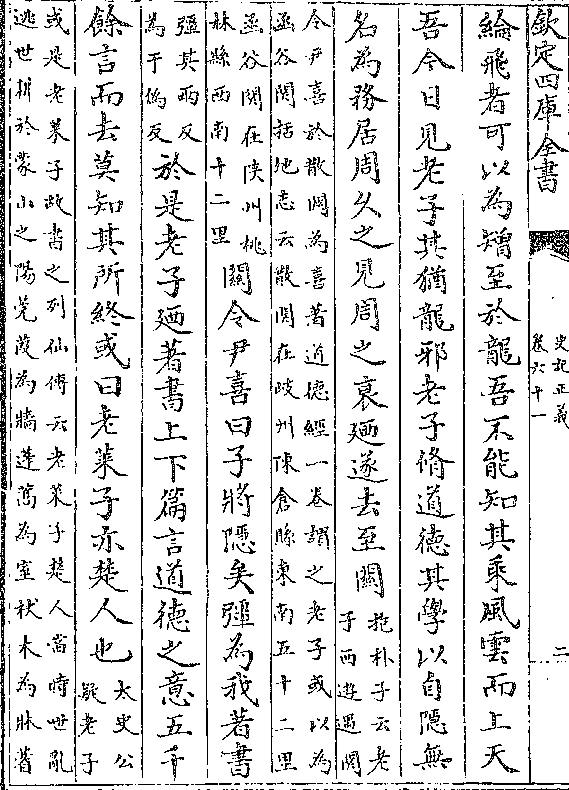 欽定四庫全書
史記正義
卷六十一
二
綸飛者可以為矰至於龍吾不能知其乘風雲而上天
吾今日見老子其猶龍邪老子脩道德其學以自隱無
名為務居周久之見周之衰廼遂去至關
抱朴子云老
子西遊遇關
令尹喜於散關為喜著道德經一卷謂之老子或以為
函谷關括地志云散關在岐州陳倉縣東南五十二里
函谷關在陝州桃
林縣西南十二里
關令尹喜曰子將隱矣彊為我著書
彊其兩反
為于偽反
於是老子廼著書上下篇言道德之意五千
餘言而去莫知其所終或曰老萊子亦楚人也
太史公
疑老子
或是老萊子故書之列仙傳云老萊子楚人當時世亂
逃世耕於蒙山之陽莞葭為牆蓬蒿為室杖木為牀蓍